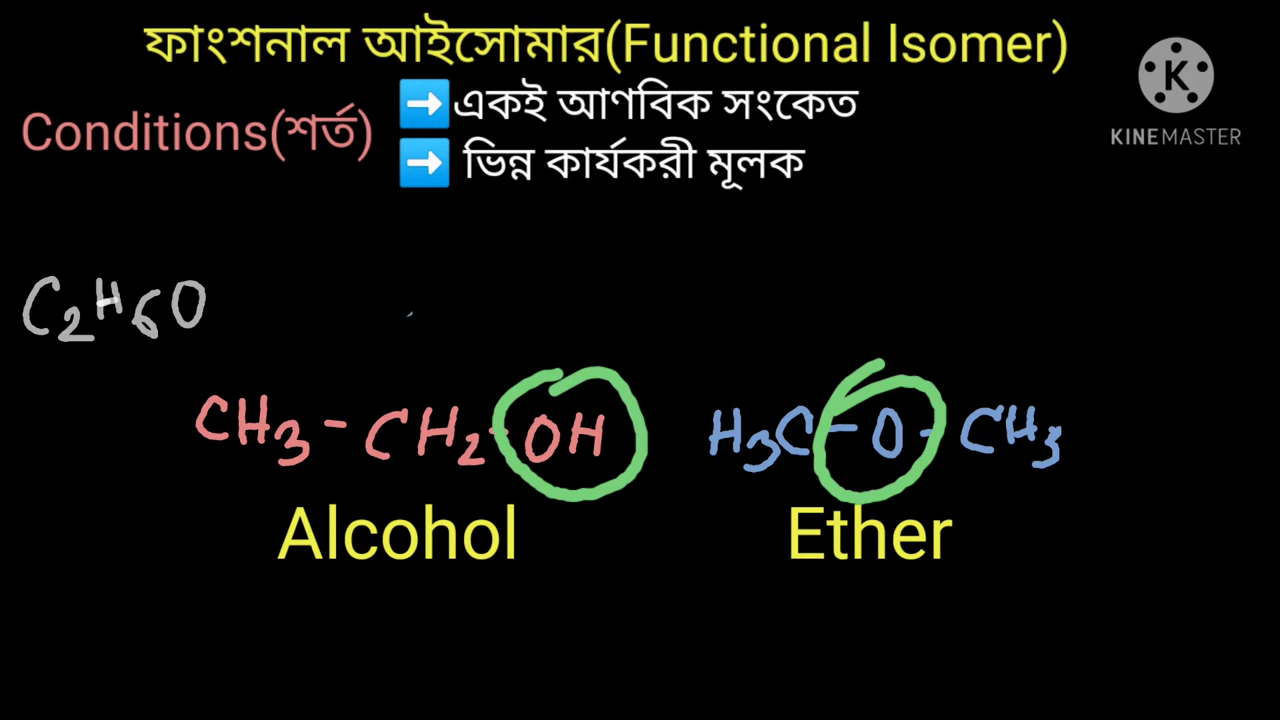 ফাংশনাল আইসোমার(Functional Isomer)
KINEMASTER
Conditions(শর্ত)
➡একই আণবিক সংকেত
➡ ভিন্ন কার্যকরী মূলক
C2H6O
CH3-CH2-OH
H3C-O-CH3
Alcohol
Ether